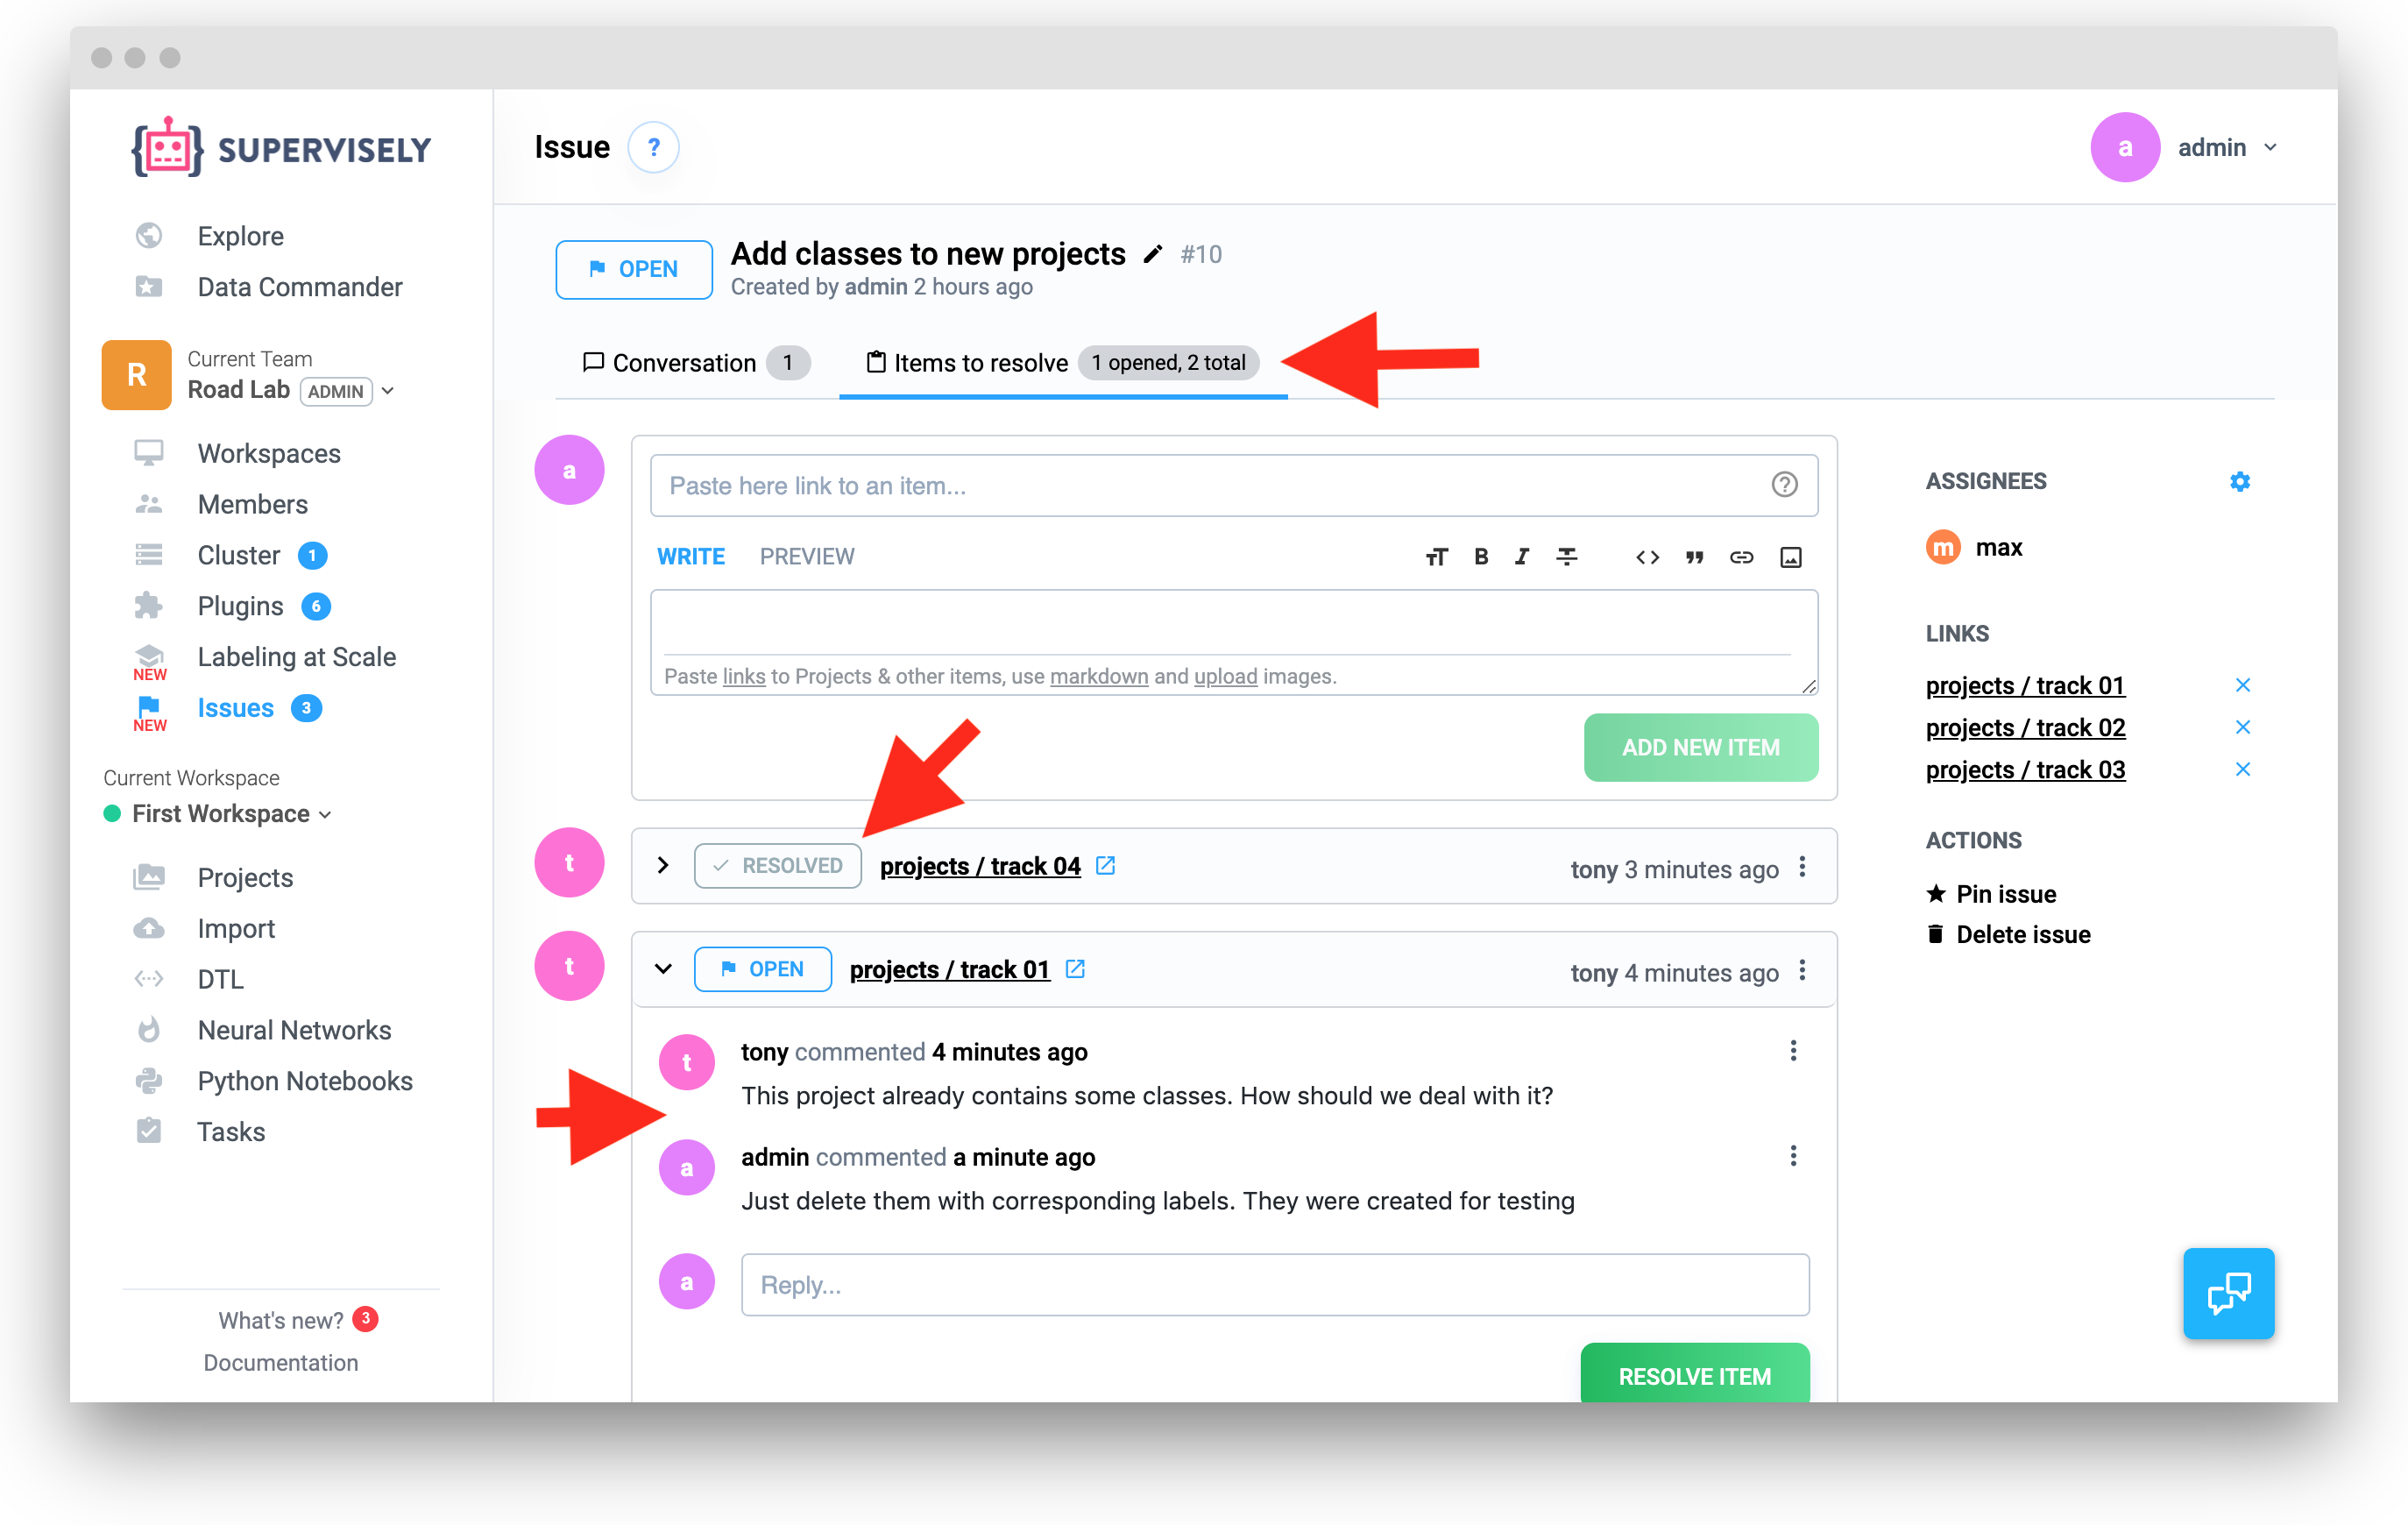 SUPERVISELY
Explore
Data Commander
R
Current Team
Road Lab ADMIN
Workspaces
Members
Cluster 1
Plugins 6
Labeling at Scale
NEW
Issues 3
NEW
Current Workspace
First Workspace
Projects
Import
DTL
Neural Networks
Python Notebooks
Tasks
What's new? 3
Documentation
Issue ?
a admin
OPEN
Add classes to new projects #10
Created by admin 2 hours ago
Conversation 1
Items to resolve 1 opened, 2 total
a
Paste here link to an item... ?
WRITE PREVIEW
Paste links to Projects & other items, use markdown and upload images.
ADD NEW ITEM
t
RESOLVED projects / track 04
tony 3 minutes ago
t
OPEN projects / track 01
tony 4 minutes ago
t
tony commented 4 minutes ago
This project already contains some classes. How should we deal with it?
a
admin commented a minute ago
Just delete them with corresponding labels. They were created for testing
a
Reply...
RESOLVE ITEM
ASSIGNEES
m max
LINKS
projects / track 01
projects / track 02
projects / track 03
ACTIONS
Pin issue
Delete issue